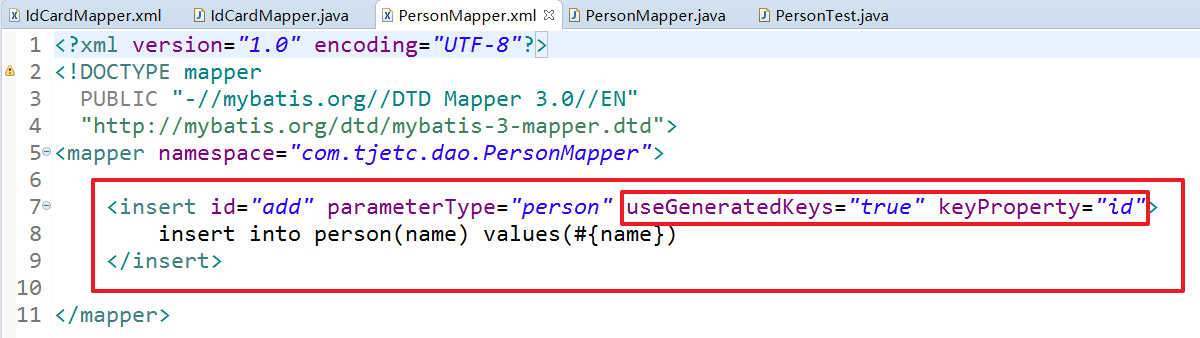 IdCardMapper.xml IdCardMapper.java PersonMapper.xml PersonMapper.java PersonTest.java
1 <?xml version="1.0" encoding="UTF-8"?>
2 <!DOCTYPE mapper
3 PUBLIC "-//mybatis.org//DTD Mapper 3.0//EN"
4 "http://mybatis.org/dtd/mybatis-3-mapper.dtd">
5 <mapper namespace="com.tjetc.dao.PersonMapper">
6
7 <insert id="add" parameterType="person" useGeneratedKeys="true" keyProperty="id">
8 insert into person(name) values(#{name})
9 </insert>
10
11 </mapper>